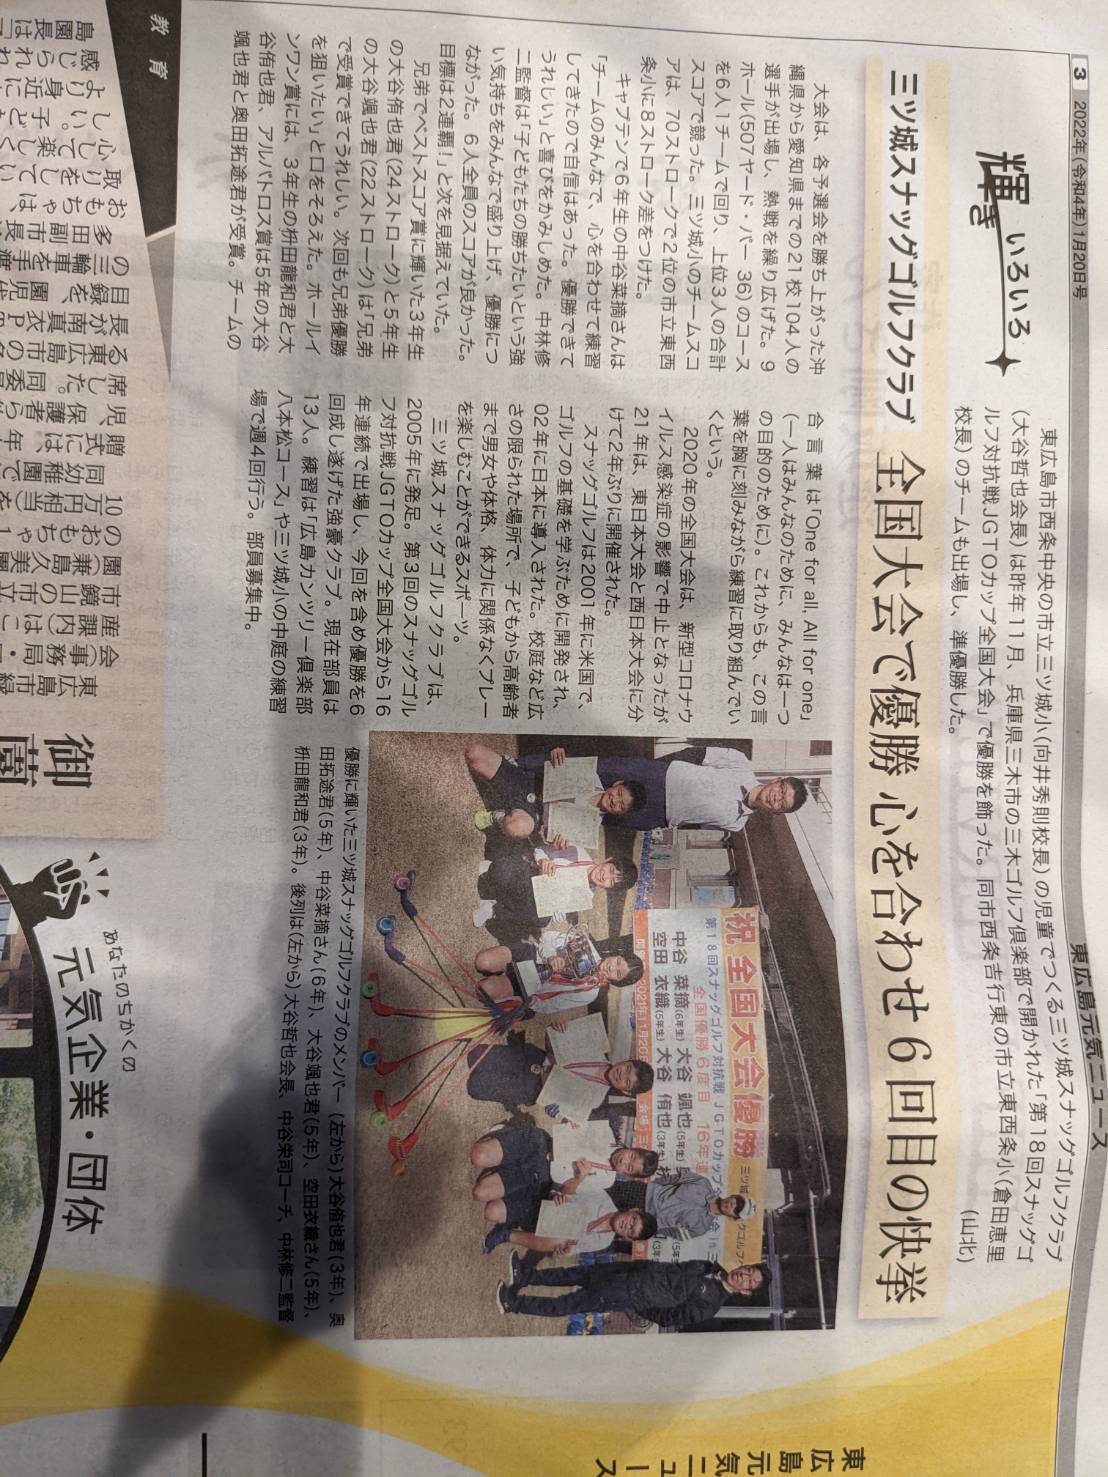 3 2022年(令和4年)1月20日号
東広島元気ニュース
輝き いろいろ
東広島市西条中央の市立三ツ城小(向井秀則校長)の児童でつくる三ツ城スナッグゴルフクラブ
(大谷哲也会長)は昨年11月、兵庫県三木市の三木ゴルフ倶楽部で開かれた「第18回スナッグゴ
ルフ対抗戦JGTOカップ全国大会」で優勝を飾った。同市西条吉行東の市立東西条小(倉田恵里
校長)のチームも出場し、準優勝した。
(山北)
三ツ城スナッグゴルフクラブ 全国大会で優勝 心を合わせ6回目の快挙
大会は、各予選会を勝ち上がった沖
縄県から愛知県までの21校104人の
選手が出場し、熱戦を繰り広げた。9
ホール(507ヤード・パー 36)のコース
を6人1チームで回り、上位3人の合計
スコアで競った。三ツ城小のチームスコ
アは、70ストロークで2位の市立東西
条小に8ストローク差をつけた。
キャプテンで6年生の中谷菜摘さんは
「チームのみんなで、心を合わせて練習
してきたので自信はあった。優勝できて
うれしい」と喜びをかみしめた。中林修
二監督は「子どもたちの勝ちたいという強
い気持ちをみんなで盛り上げ、優勝につ
ながった。6人全員のスコアが良かった。
目標は2連覇!」と次を見据えていた。
兄弟でベストスコア賞に輝いた3年生
の大谷侑也君(24ストローク)と5年生
の大谷颯也君(22ストローク)は「兄弟
で受賞できてうれしい。次回も兄弟優勝
を狙いたい」と口をそろえた。ホールイ
ンワン賞には、3年生の枡田龍和君と大
谷侑也君、アルバトロス賞は5年の大谷
颯也君と奥田拓途君が受賞。チームの
合言葉は「One for all, All for one」
(一人はみんなのために、みんなは一つ
の目的のために)。これからも、この言
葉を胸に刻みながら練習に取り組んでい
くという。
2020年の全国大会は、新型コロナウ
イルス感染症の影響で中止となったが
21年は、東日本大会と西日本大会に分
けて2年ぶりに開催された。
スナッグゴルフは2001年に米国で、
ゴルフの基礎を学ぶために開発され、
02年に日本に導入された。校庭など広
さの限られた場所で、子どもから高齢者
まで男女や体格、体力に関係なくプレー
を楽しむことができるスポーツ。
三ツ城スナッグゴルフクラブは、
2005年に発足。第3回のスナッグゴル
フ対抗戦JGTOカップ全国大会から16
年連続で出場し、今回を含め優勝を6
回成し遂げた強豪クラブ。現在部員は
13人。練習は「広島カンツリー倶楽部
八本松コース」や三ツ城小の中庭の練習
場で週4回行う。部員募集中。
祝 全国大会優勝 三ツ城
第18回スナッグゴルフ対抗戦 JGTOカップ全
全国優勝6度目 16年連
中谷 菜摘(6年生) 大谷 颯也(5年生)
空田 衣織(5年生) 大谷 侑也(3年生)
2021年11月20
優勝に輝いた三ツ城スナッグゴルフクラブのメンバー (左から)大谷侑也君(3年)、奥
田拓途君(5年)、中谷菜摘さん(6年)、大谷颯也君(5年)、空田衣織さん(5年)、
枡田龍和君(3年)。後列は(左から)大谷哲也会長、中谷栄司コーチ、中林修二監督
東広島元気ニュース
教育
御園
東広島市緑
会(事務局・
産課内)はこ
市鏡山の市立
園(兼島久美園
のおもちゃ1
10万円相当)を
同幼稚園で
贈式には、年
児、保護者ら約
席した。同委員
る東広島市の
長が南真衣P
目録を、園児代
の三輪車を手渡
多田副市長
おもちゃは、
取りをしてい
心して楽しく
しい。子ども
より身近に
感じられれ
島園長は
あなたのちかくの
元気企業・団体